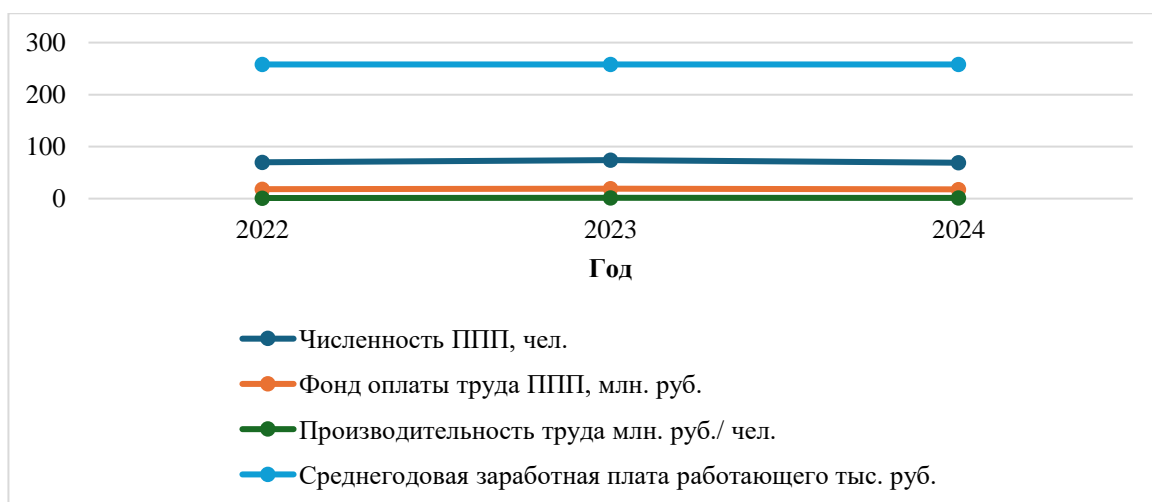 300
200
100
0
2022 2023 2024
Год
Численность ППП, чел.
Фонд оплаты труда ППП, млн. руб.
Производительность труда млн. руб./ чел.
Среднегодовая заработная плата работающего тыс. руб.